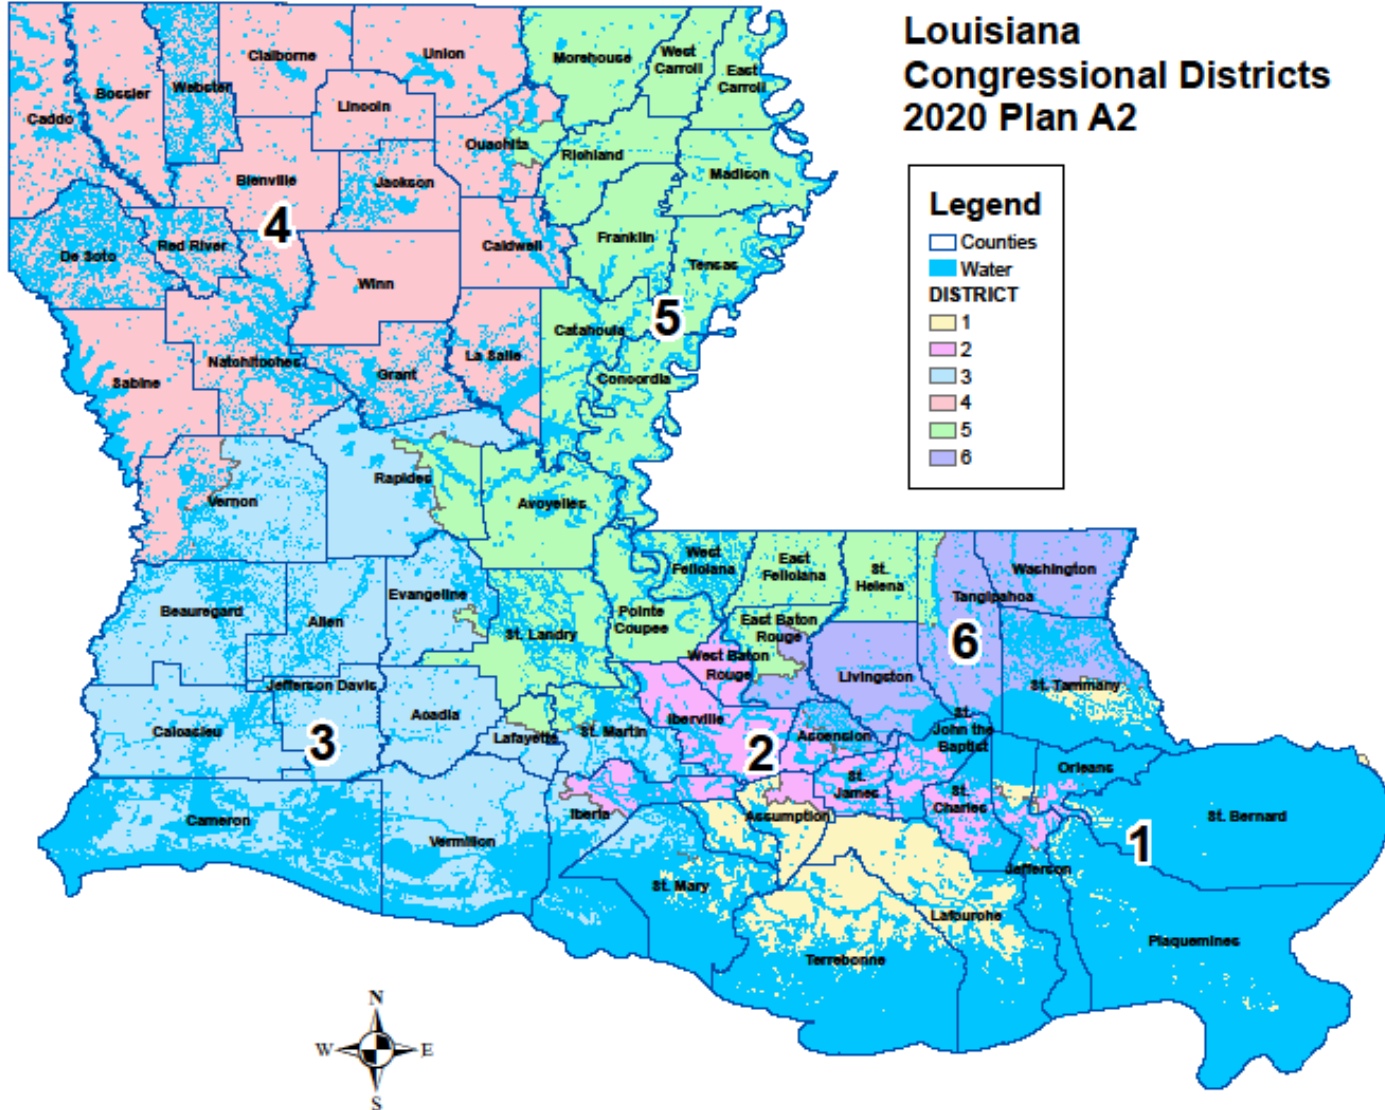 Louisiana
Congressional Districts
2020 Plan A2
Legend
Counties
Water
DISTRICT
1
2
3
4
5
6
Caddo
Bossier
Webster
Claiborne
Union
Lincoln
Morehouse
West
Carroll
East
Carroll
Ouachita
Richland
Madison
Bienville
Jackson
4
De Soto
Red River
Caldwell
Franklin
Tensas
Winn
5
Catahoula
Sabine
Natchitoches
Grant
La Salle
Concordia
Vernon
Rapides
Avoyelles
West
Feliciana
East
Feliciana
St.
Helena
Washington
Tangipahoa
Beauregard
Allen
Evangeline
St. Landry
Pointe
Coupee
East Baton
Rouge
6
West Baton
Rouge
Livingston
Jefferson Davis
St. Tammany
Calcasieu
3
Acadia
Lafayette
St. Martin
Iberville
2
Ascension
St.
John the
Baptist
Orleans
St.
James
St.
Charles
Cameron
Vermilion
Iberia
Assumption
St. Bernard
1
Jefferson
St. Mary
Lafourche
Terrebonne
Plaquemines
N
W
E
S